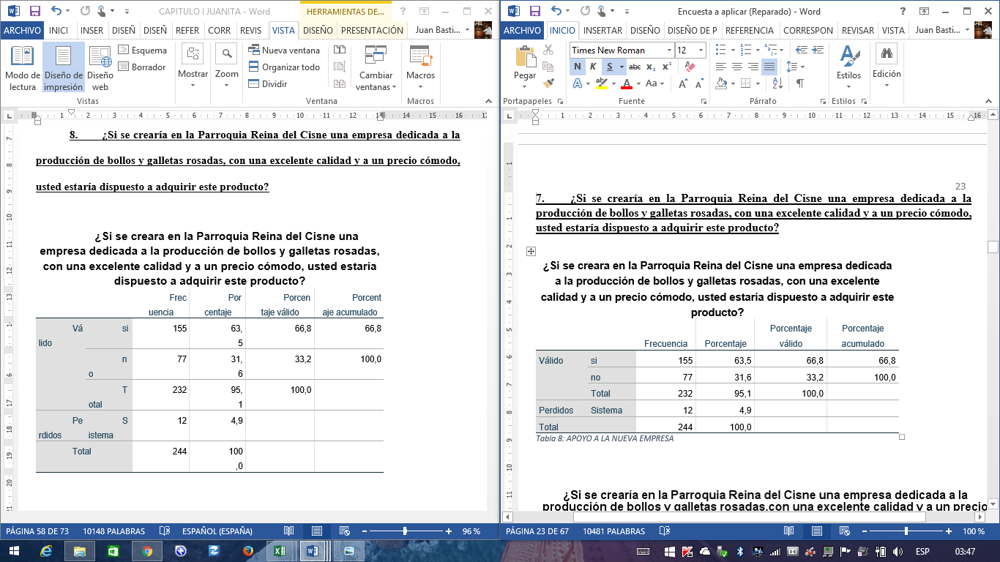 CAPITULO I JUANITA - Word
HERRAMIENTAS DE...
ARCHIVO INICI INSER DISEÑ DISEÑ REFER CORR REVIS VISTA DISEÑO PRESENTACIÓN Juan Basti...
Modo de lectura
Diseño de impresión
Diseño web
Esquema
Borrador
Mostrar
Zoom
Nueva ventana
Organizar todo
Dividir
Cambiar ventanas
Macros
Vistas Ventana Macros
8. ¿Si se crearía en la Parroquia Reina del Cisne una empresa dedicada a la
producción de bollos y galletas rosadas, con una excelente calidad y a un precio cómodo,
usted estaría dispuesto a adquirir este producto?
¿Si se creara en la Parroquia Reina del Cisne una
empresa dedicada a la producción de bollos y galletas rosadas,
con una excelente calidad y a un precio cómodo, usted estaría
dispuesto a adquirir este producto?
Frec Por Porcen Porcent
uencia centaje taje válido aje acumulado
Vá si 155 63, 66,8 66,8
lido 5
n 77 31, 33,2 100,0
o 6
T 232 95, 100,0
otal 1
Pe S 12 4,9
rdidos istema
Total 244 100
,0
PÁGINA 58 DE 73 10148 PALABRAS ESPAÑOL (ESPAÑA) 96 %
Encuesta a aplicar (Reparado) - Word
ARCHIVO INICIO INSERTAR DISEÑO DISEÑO DE P REFERENCIA CORRESPON REVISAR VISTA Juan Basti...
Pegar
Times New Roman 12
N K S abc x₂ x²
A ab A Aa A A
Estilos
Edición
Portapapeles Fuente Párrafo Estilos
23
7. ¿Si se crearía en la Parroquia Reina del Cisne una empresa dedicada a la
producción de bollos y galletas rosadas, con una excelente calidad y a un precio cómodo,
usted estaría dispuesto a adquirir este producto?
¿Si se creara en la Parroquia Reina del Cisne una empresa dedicada
a la producción de bollos y galletas rosadas, con una excelente
calidad y a un precio cómodo, usted estaría dispuesto a adquirir este
producto?
Porcentaje Porcentaje
Frecuencia Porcentaje válido acumulado
Válido si 155 63,5 66,8 66,8
no 77 31,6 33,2 100,0
Total 232 95,1 100,0
Perdidos Sistema 12 4,9
Total 244 100,0
Tabla 8: APOYO A LA NUEVA EMPRESA
¿Si se crearía en la Parroquia Reina del Cisne una empresa dedicada a la
producción de bollos y galletas rosadas,con una excelente calidad y a un precio
PÁGINA 23 DE 67 10481 PALABRAS 100 %
ESP 03:47